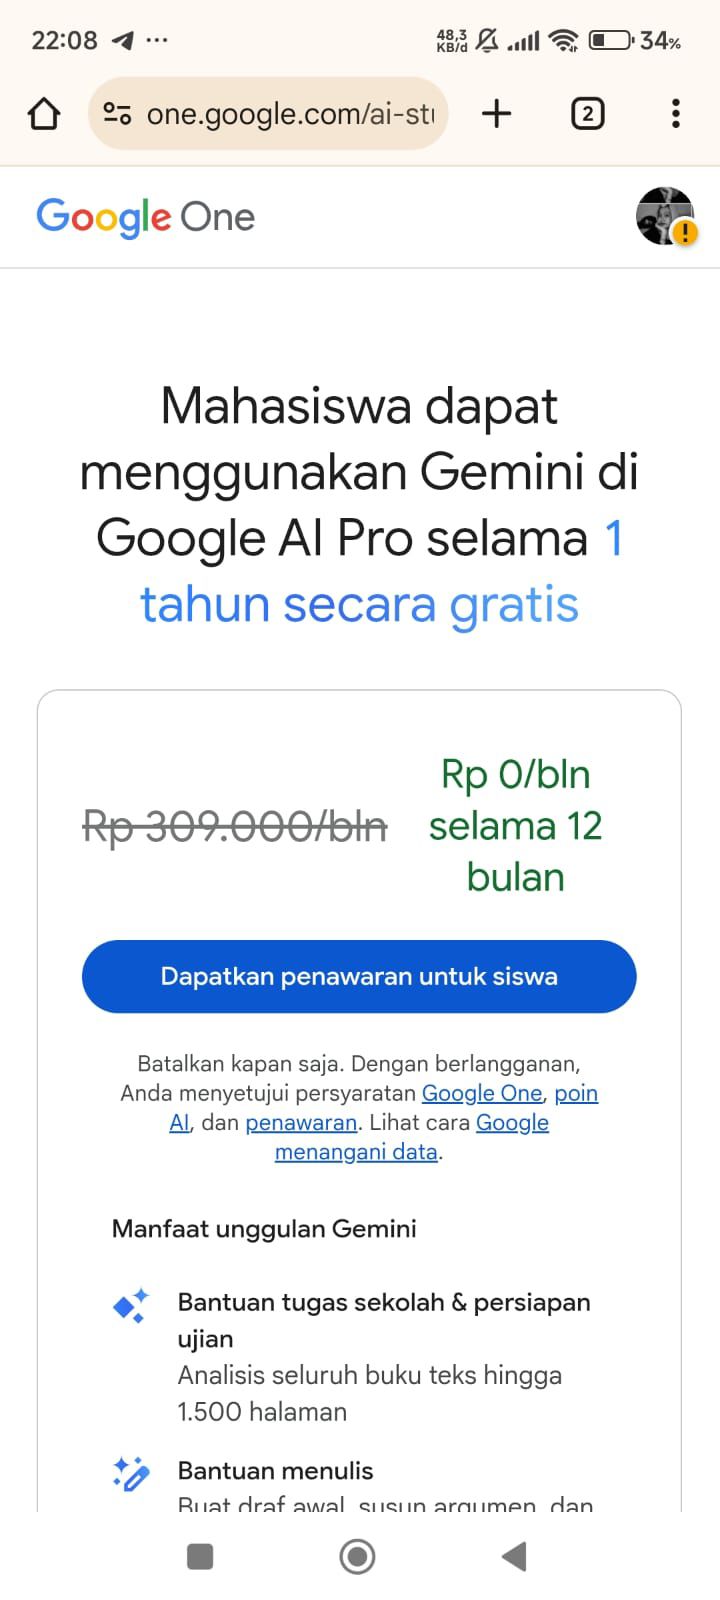 22:08 ...
48,3 KB/d 34%
one.google.com/ai-stu
2
Google One
Mahasiswa dapat
menggunakan Gemini di
Google AI Pro selama 1
tahun secara gratis
Rp 309.000/bln
Rp 0/bln
selama 12
bulan
Dapatkan penawaran untuk siswa
Batalkan kapan saja. Dengan berlangganan,
Anda menyetujui persyaratan Google One, poin
AI, dan penawaran. Lihat cara Google
menangani data.
Manfaat unggulan Gemini
Bantuan tugas sekolah & persiapan
ujian
Analisis seluruh buku teks hingga
1.500 halaman
Bantuan menulis
Buat draf awal, susun argumen, dan